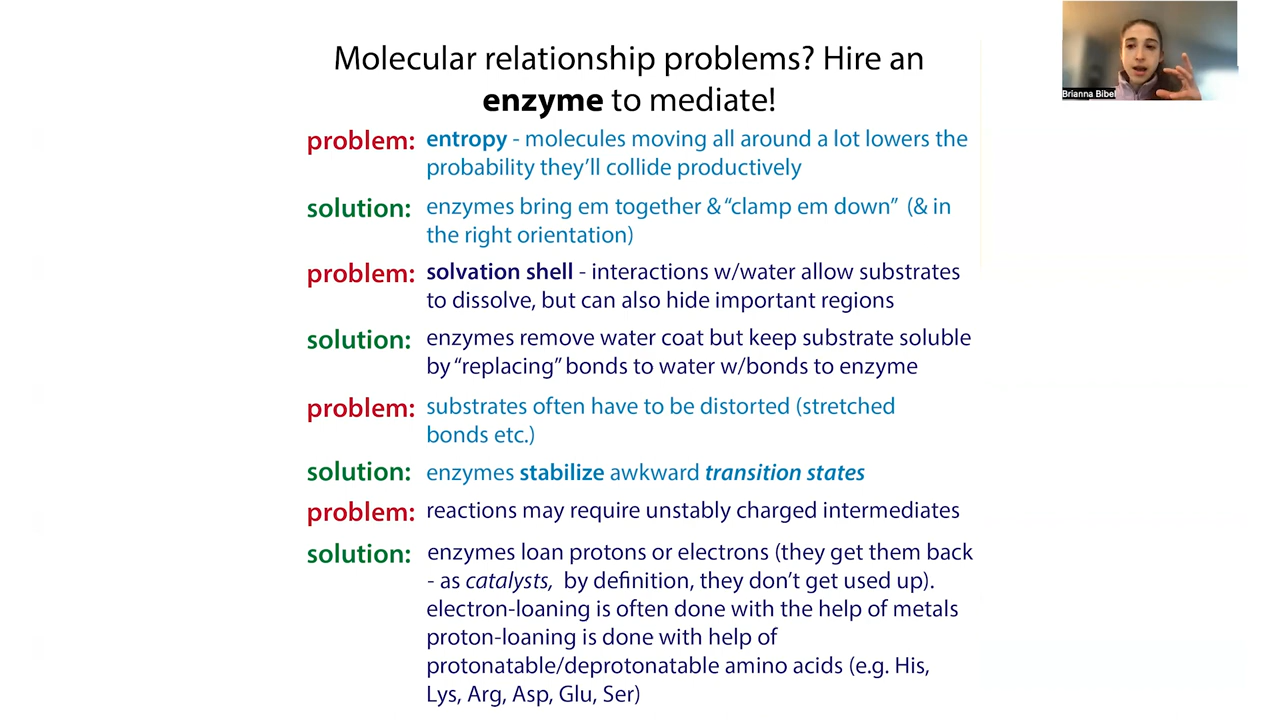 Molecular relationship problems? Hire an
enzyme to mediate!
Brianna Bibel
problem: entropy - molecules moving all around a lot lowers the
probability they’ll collide productively
solution: enzymes bring em together & “clamp em down” (& in
the right orientation)
problem: solvation shell - interactions w/water allow substrates
to dissolve, but can also hide important regions
solution: enzymes remove water coat but keep substrate soluble
by “replacing” bonds to water w/bonds to enzyme
problem: substrates often have to be distorted (stretched
bonds etc.)
solution: enzymes stabilize awkward transition states
problem: reactions may require unstably charged intermediates
solution: enzymes loan protons or electrons (they get them back
- as catalysts, by definition, they don’t get used up).
electron-loaning is often done with the help of metals
proton-loaning is done with help of
protonatable/deprotonatable amino acids (e.g. His,
Lys, Arg, Asp, Glu, Ser)